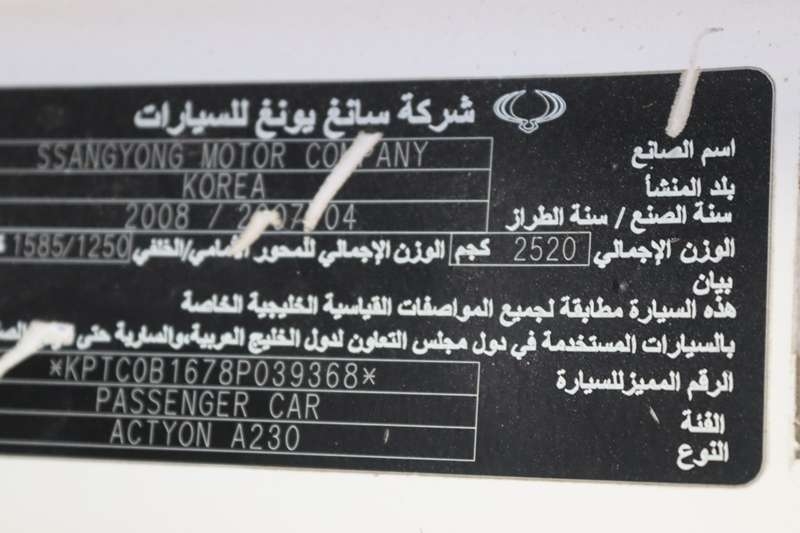 شركة سانغ يونغ للسيارات
اسم الصانع SSANGYONG MOTOR COMPANY
بلد المنشأ KOREA
سنة الصنع / سنة الطراز 2008 / 2007 04
الوزن الإجمالي 2520 كجم الوزن الإجمالي للمحور الأمامي/الخلفي 1585/1250
بيان
هذه السيارة مطابقة لجميع المواصفات القياسية الخليجية الخاصة
بالسيارات المستخدمة في دول مجلس التعاون لدول الخليج العربية،والسارية حتى
الرقم المميز للسيارة *KPTC0B1678P039368*
الفئة PASSENGER CAR
النوع ACTYON A230